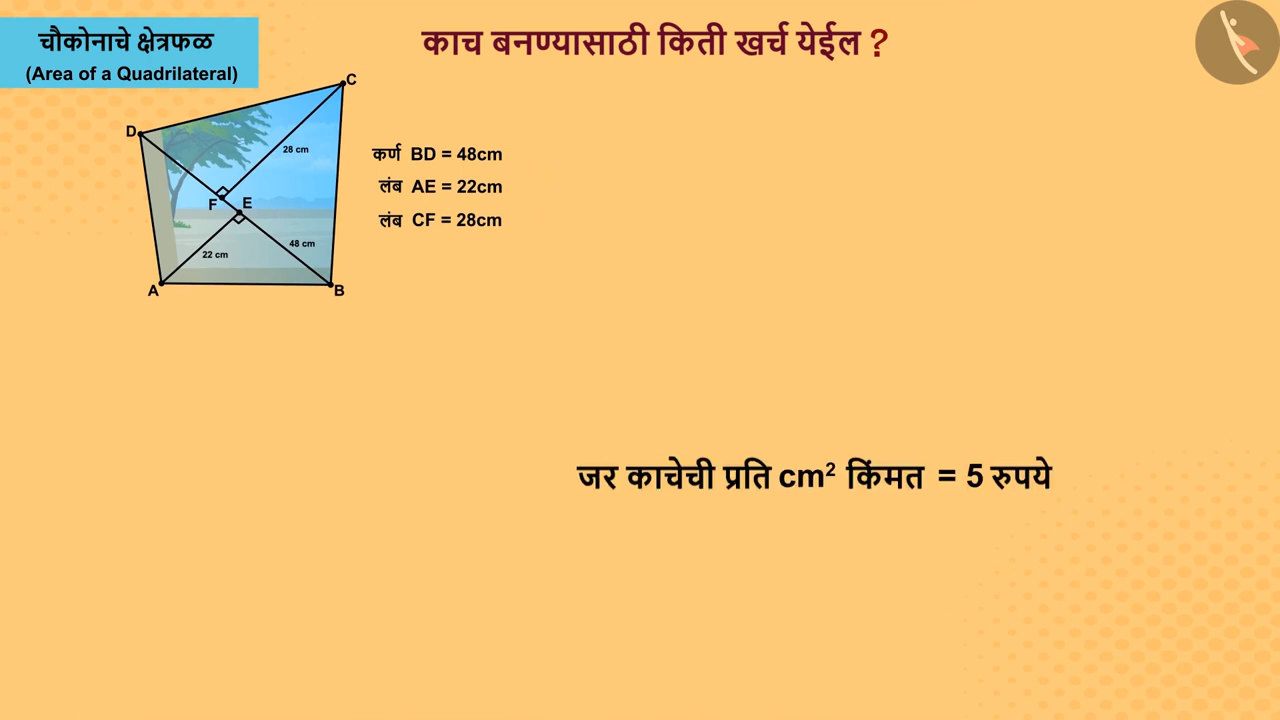 चौकोनाचे क्षेत्रफळ
(Area of a Quadrilateral)
काच बनण्यासाठी किती खर्च येईल ?
C
D
28 cm
कर्ण BD = 48cm
लंब AE = 22cm
F E
लंब CF = 28cm
48 cm
22 cm
A
B
जर काचेची प्रति cm² किंमत = 5 रुपये